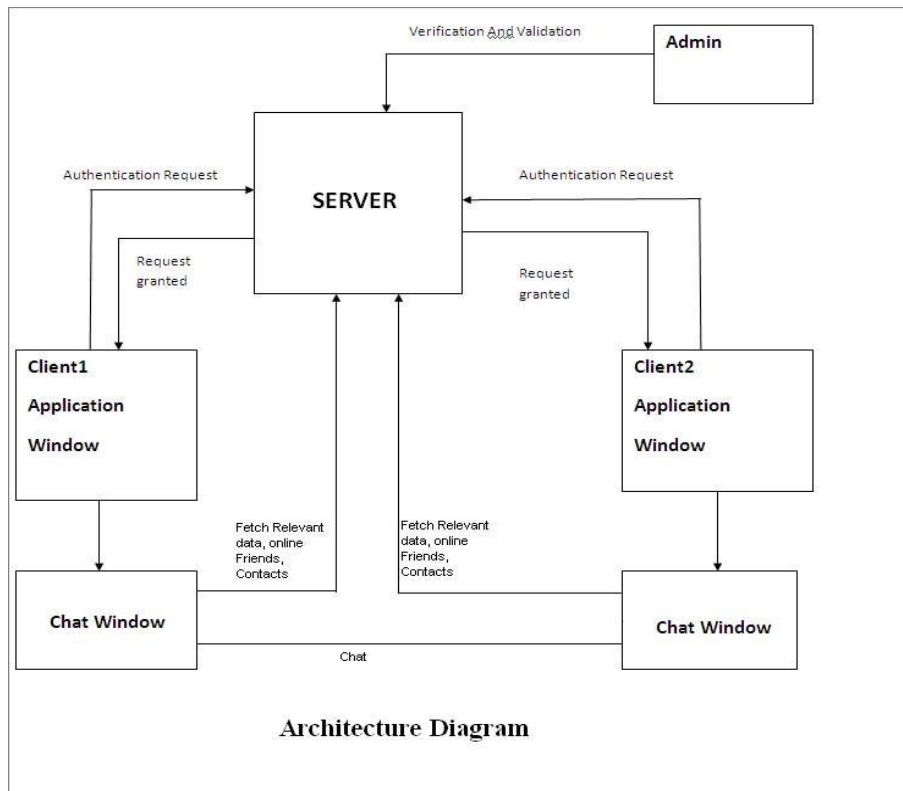 Verification And Validation
Admin
Authentication Request
SERVER
Authentication Request
Request
granted
Request
granted
Client1
Application
Window
Client2
Application
Window
Fetch Relevant
data, online
Friends,
Contacts
Fetch Relevant
data, online
Friends,
Contacts
Chat Window
Chat Window
Chat
Architecture Diagram